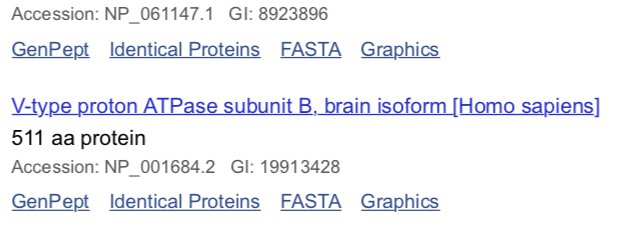 Accession: NP_061147.1 GI: 8923896
GenPept Identical Proteins FASTA Graphics
V-type proton ATPase subunit B, brain isoform [Homo sapiens]
511 aa protein
Accession: NP_001684.2 GI: 19913428
GenPept Identical Proteins FASTA Graphics